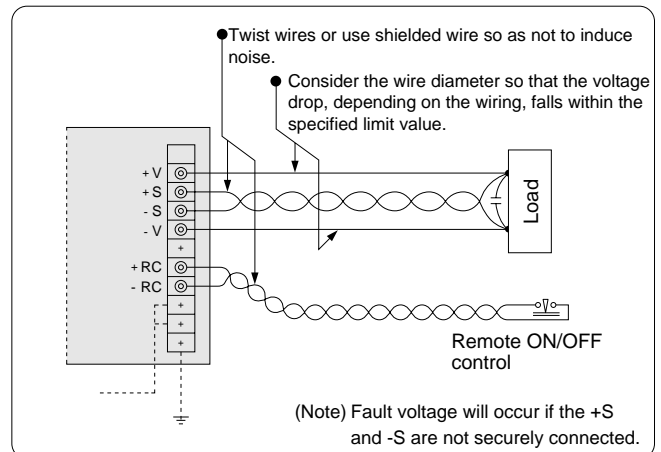 Twist wires or use shielded wire so as not to induce
noise.
Consider the wire diameter so that the voltage
drop, depending on the wiring, falls within the
specified limit value.
+ V
+ S
- S
- V
+
+ RC
- RC
+
+
+
Load
Remote ON/OFF
control
(Note) Fault voltage will occur if the +S
and -S are not securely connected.